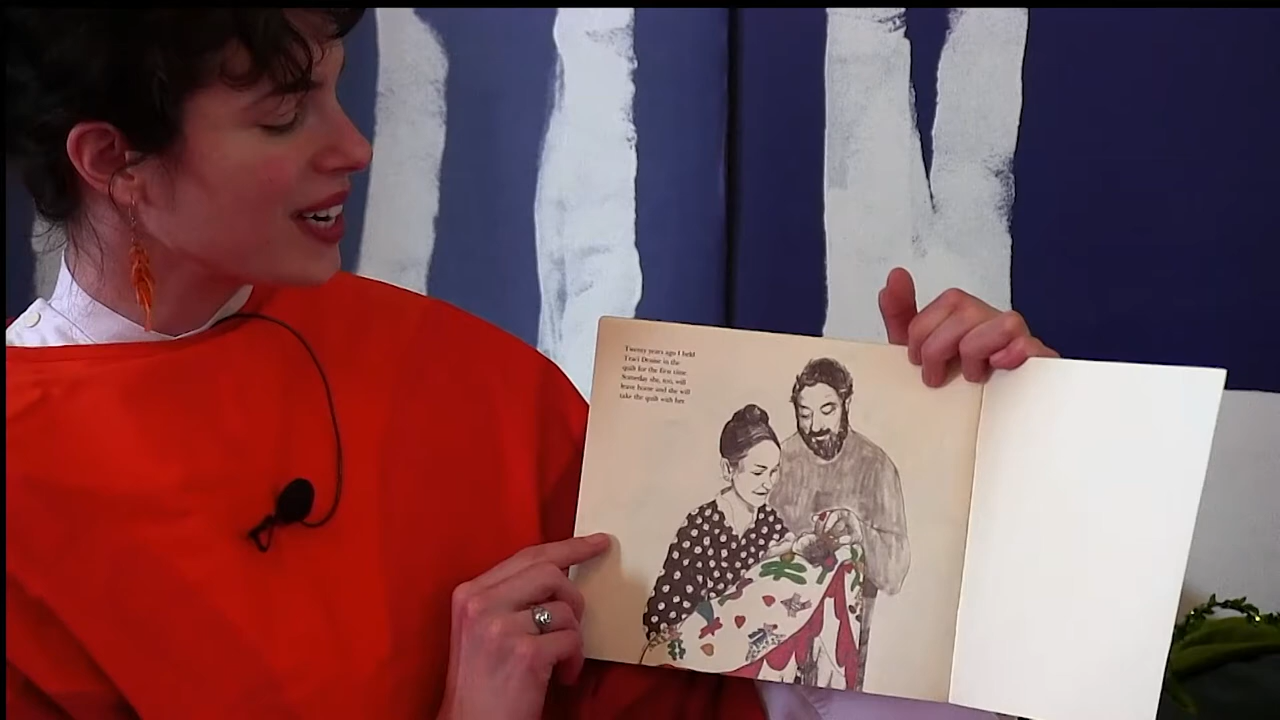 Twenty years ago I held
Traci Denise in the
quilt for the first time.
Someday she, too, will
leave home and she will
take the quilt with her.